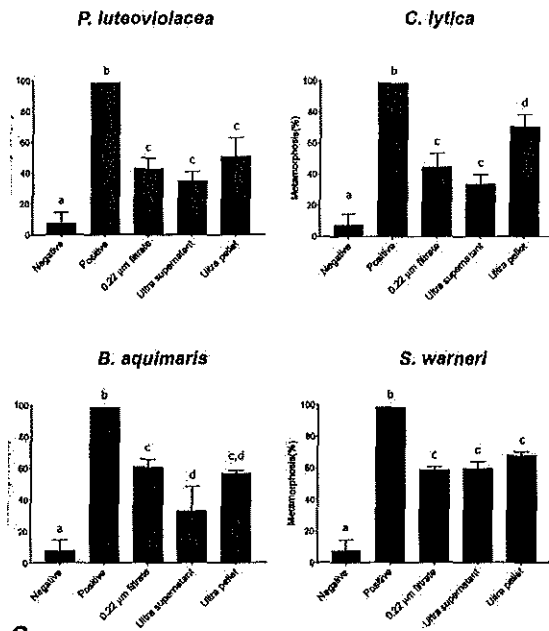 P. luteoviolacea
C. lytica
b
b
100
80
60
40
20
0
a
c
c
c
Negative
Positive
0.22 µm filtrate
Ultra supernatant
Ultra pellet
Metamorphosis(%)
100
80
60
40
20
0
a
c
c
d
Negative
Positive
0.22 µm filtrate
Ultra supernatant
Ultra pellet
B. aquimaris
S. warneri
b
b
100
80
60
40
20
0
a
c
d
c,d
Negative
Positive
0.22 µm filtrate
Ultra supernatant
Ultra pellet
Metamorphosis(%)
100
80
60
40
20
0
a
c
c
c
Negative
Positive
0.22 µm filtrate
Ultra supernatant
Ultra pellet